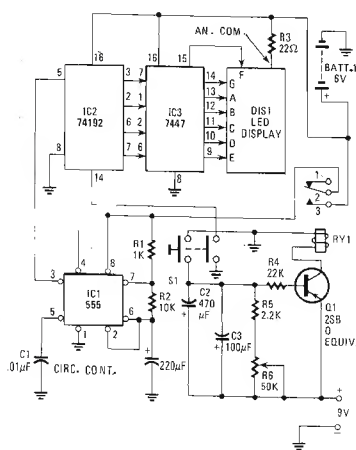 AN. COM.
R3
22Ω
BATT.1
6V
+
16
16
15
5
3 7
14
F
G
IC2
74192
2 1
IC3
7447
13
A
DIS1
LED
DISPLAY
12
B
6 2
11
C
10
D
8
7 6
9
E
14
8
1
2
3
4
8
R1
1K
RY1
3
IC1
555
7
S1
R4
22K
R2
10K
C2
470
µF
R5
2.2K
Q1
2SB
O
EQUIV
5
6
1
2
C1
.01µF
CIRC. CONT.
+
220µF
+
C3
100µF
R6
50K
+
9V
−